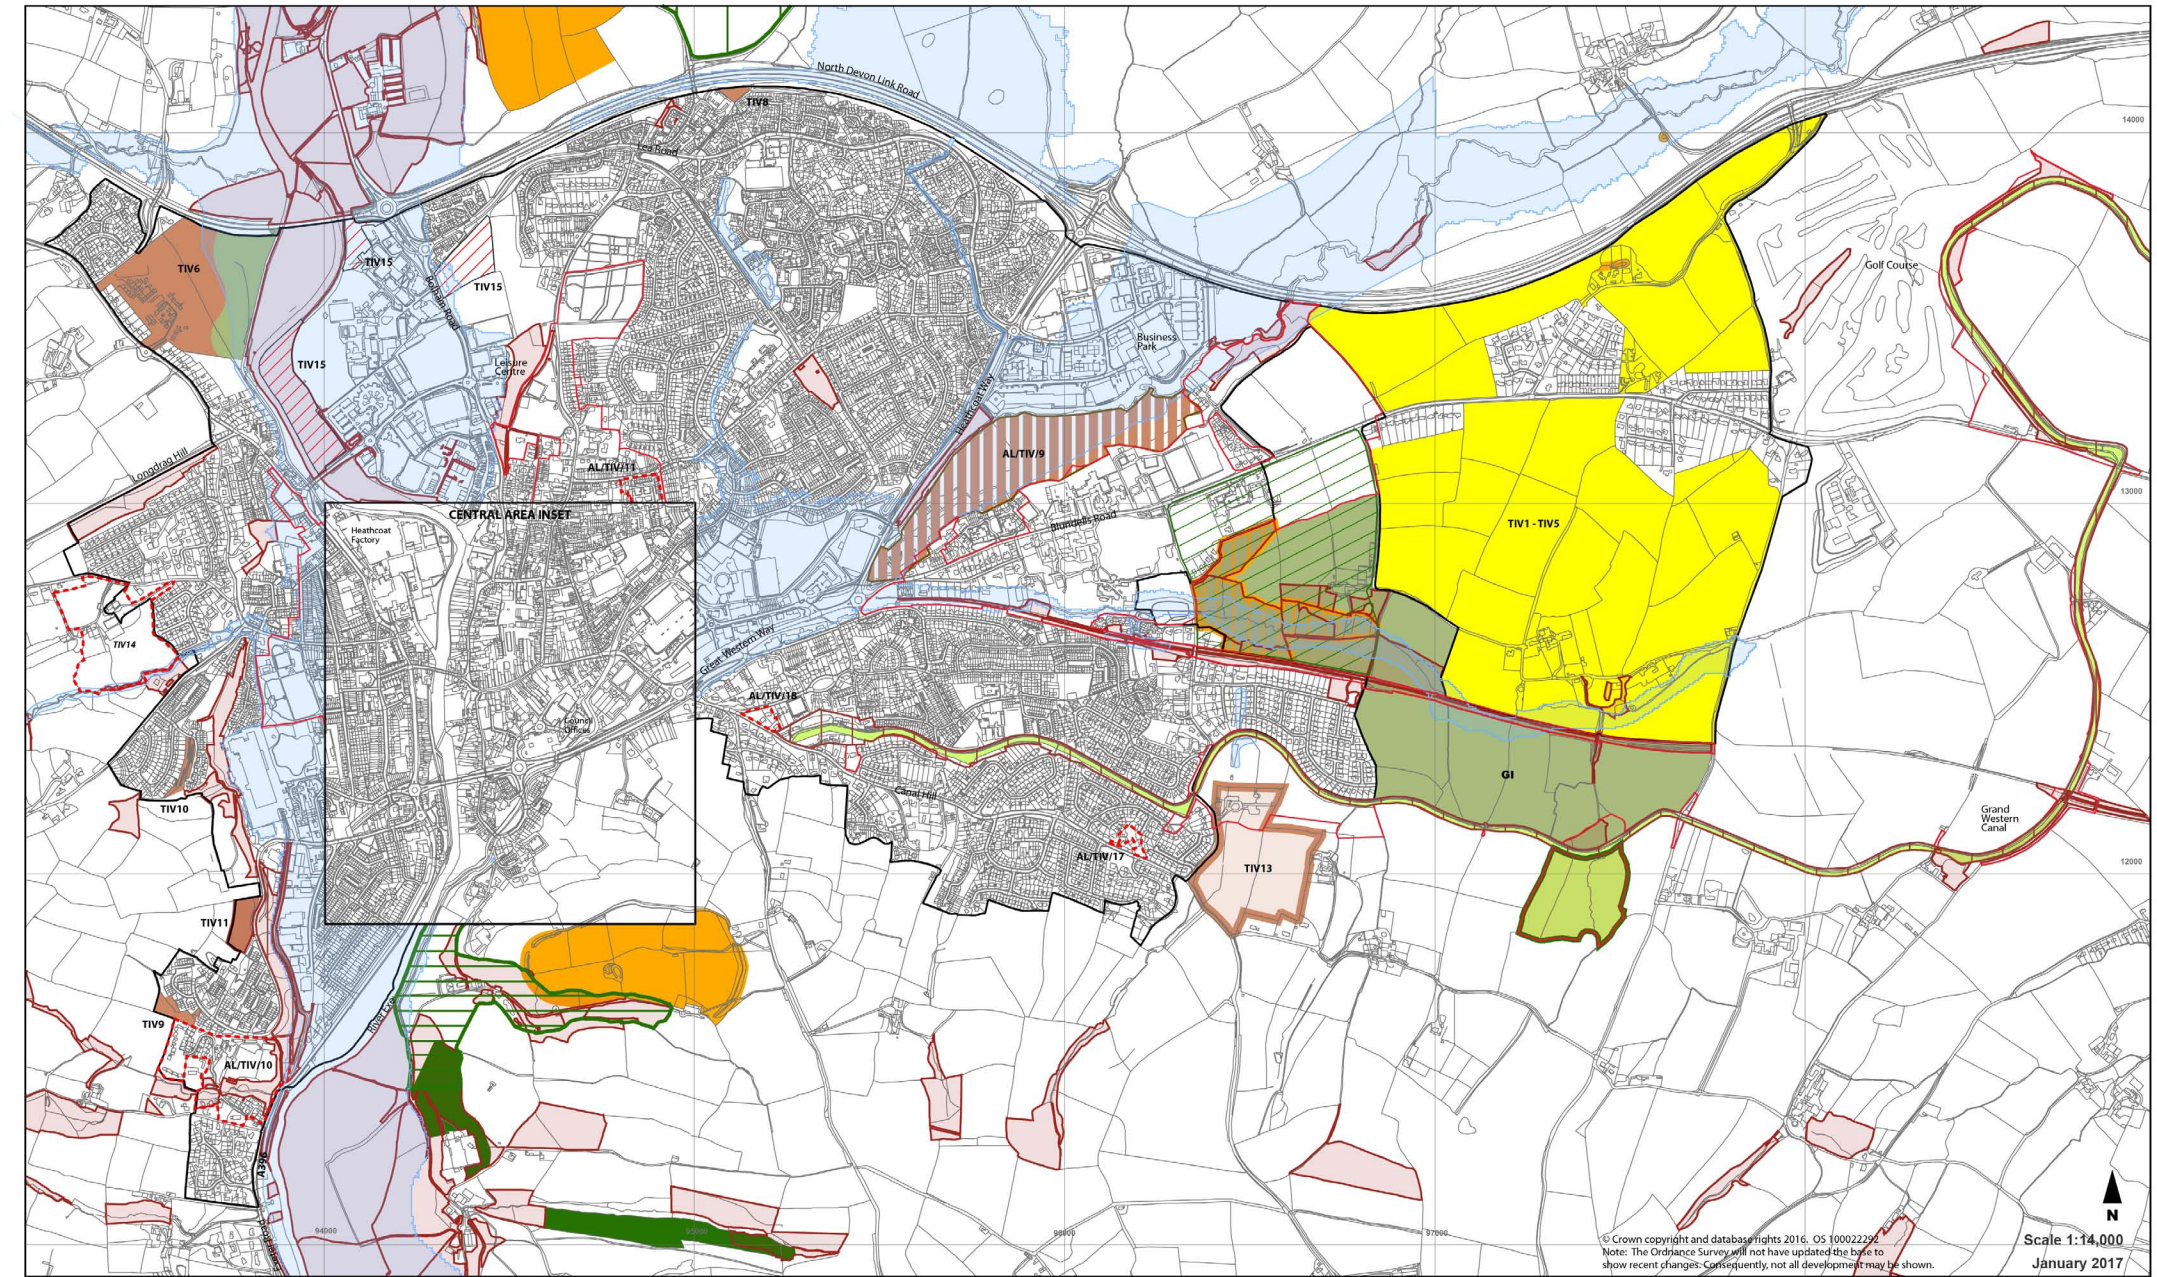 North Devon Link Road
TIV8
14000
Lea Road
TIV6
TIV15
TIV15
Bolham Road
Golf Course
TIV15
Leisure
Centre
Business
Park
Heathcoat Way
Longdrag Hill
AL/TIV/11
AL/TIV/9
13000
CENTRAL AREA INSET
Heathcoat
Factory
Blundells Road
TIV1 - TIV5
TIV14
Great Western Way
AL/TIV/18
Council
Offices
GI
TIV10
Canal Hill
Grand
Western
Canal
AL/TIV/17
TIV13
12000
TIV11
River Exe
TIV9
AL/TIV/10
A396
94000
95000
96000
97000
N
© Crown copyright and database rights 2016. OS 100022292
Note: The Ordnance Survey will not have updated the base to
show recent changes. Consequently, not all development may be shown.
Scale 1:14,000
January 2017